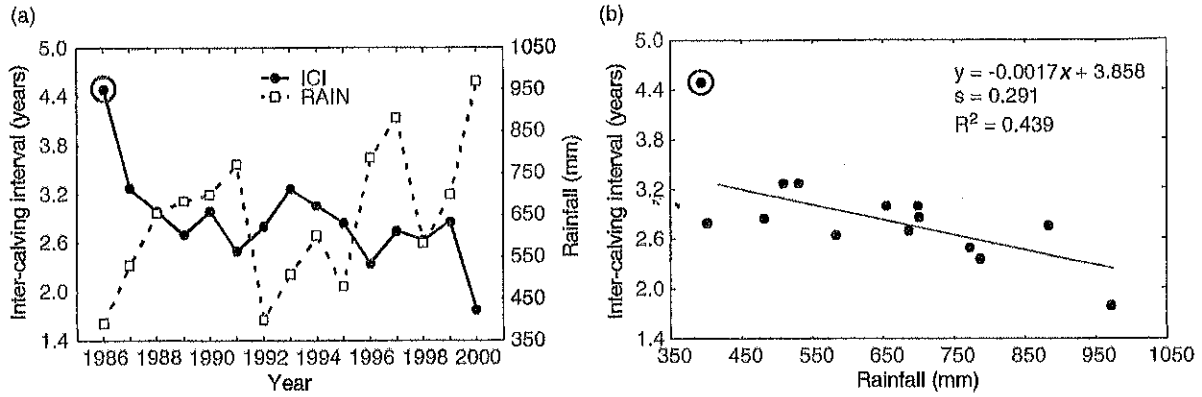 (a)
Inter-calving interval (years)
5.0
4.4
3.8
3.2
2.6
2.0
1.4
ICI
RAIN
1050
950
850
750
650
550
450
350
Rainfall (mm)
1986 1988 1990 1992 1994 1996 1998 2000
Year
(b)
Inter-calving interval (years)
5.0
4.4
3.8
3.2
2.6
2.0
1.4
y = -0.0017x + 3.858
s = 0.291
R² = 0.439
350 450 550 650 750 850 950 1050
Rainfall (mm)